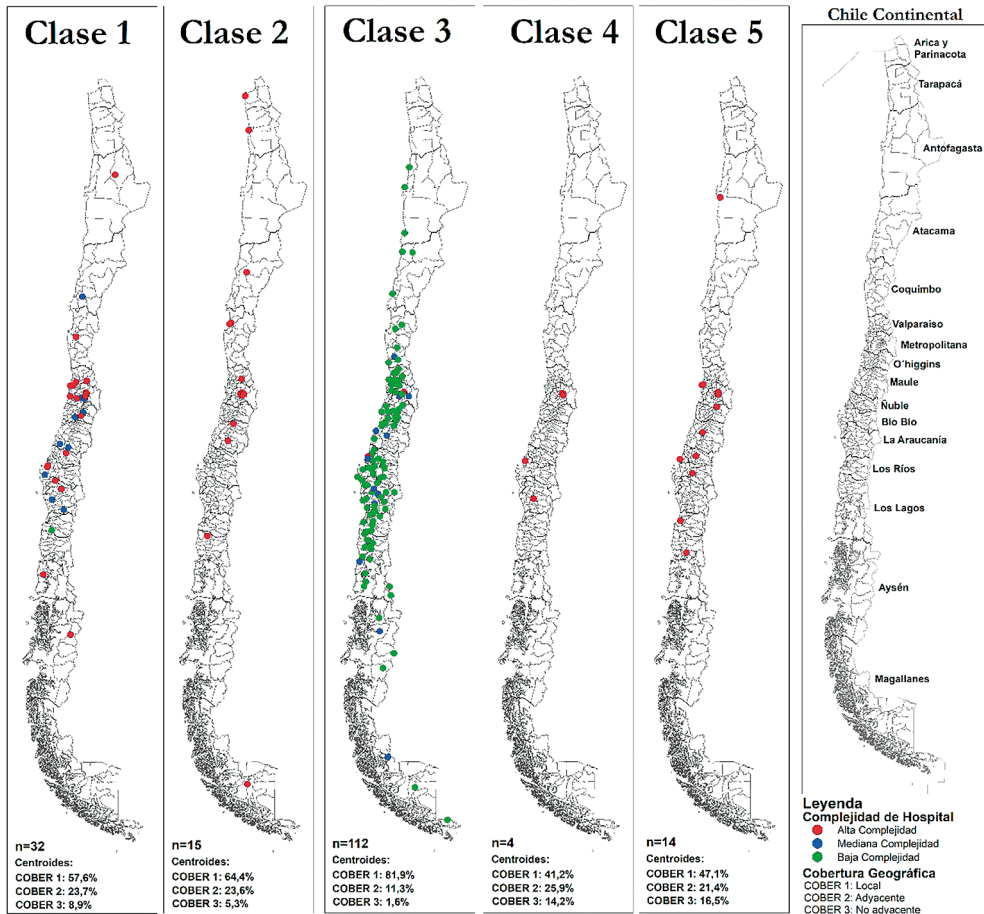 Clase 1
n=32
Centroides:
COBER 1: 57,6%
COBER 2: 23,7%
COBER 3: 8,9%
Clase 2
n=15
Centroides:
COBER 1: 64,4%
COBER 2: 23,6%
COBER 3: 5,3%
Clase 3
n=112
Centroides:
COBER 1: 81,9%
COBER 2: 11,3%
COBER 3: 1,6%
Clase 4
n=4
Centroides:
COBER 1: 41,2%
COBER 2: 25,9%
COBER 3: 14,2%
Clase 5
n=14
Centroides:
COBER 1: 47,1%
COBER 2: 21,4%
COBER 3: 16,5%
Chile Continental
Arica y
Parinacota
Tarapacá
Antofagasta
Atacama
Coquimbo
Valparaiso
Metropolitana
O´higgins
Maule
Ñuble
Bio Bio
La Araucanía
Los Ríos
Los Lagos
Aysén
Magallanes
Leyenda
Complejidad de Hospital
Alta Complejidad
Mediana Complejidad
Baja Complejidad
Cobertura Geográfica
COBER 1: Local
COBER 2: Adyacente
COBER 3: No adyacente